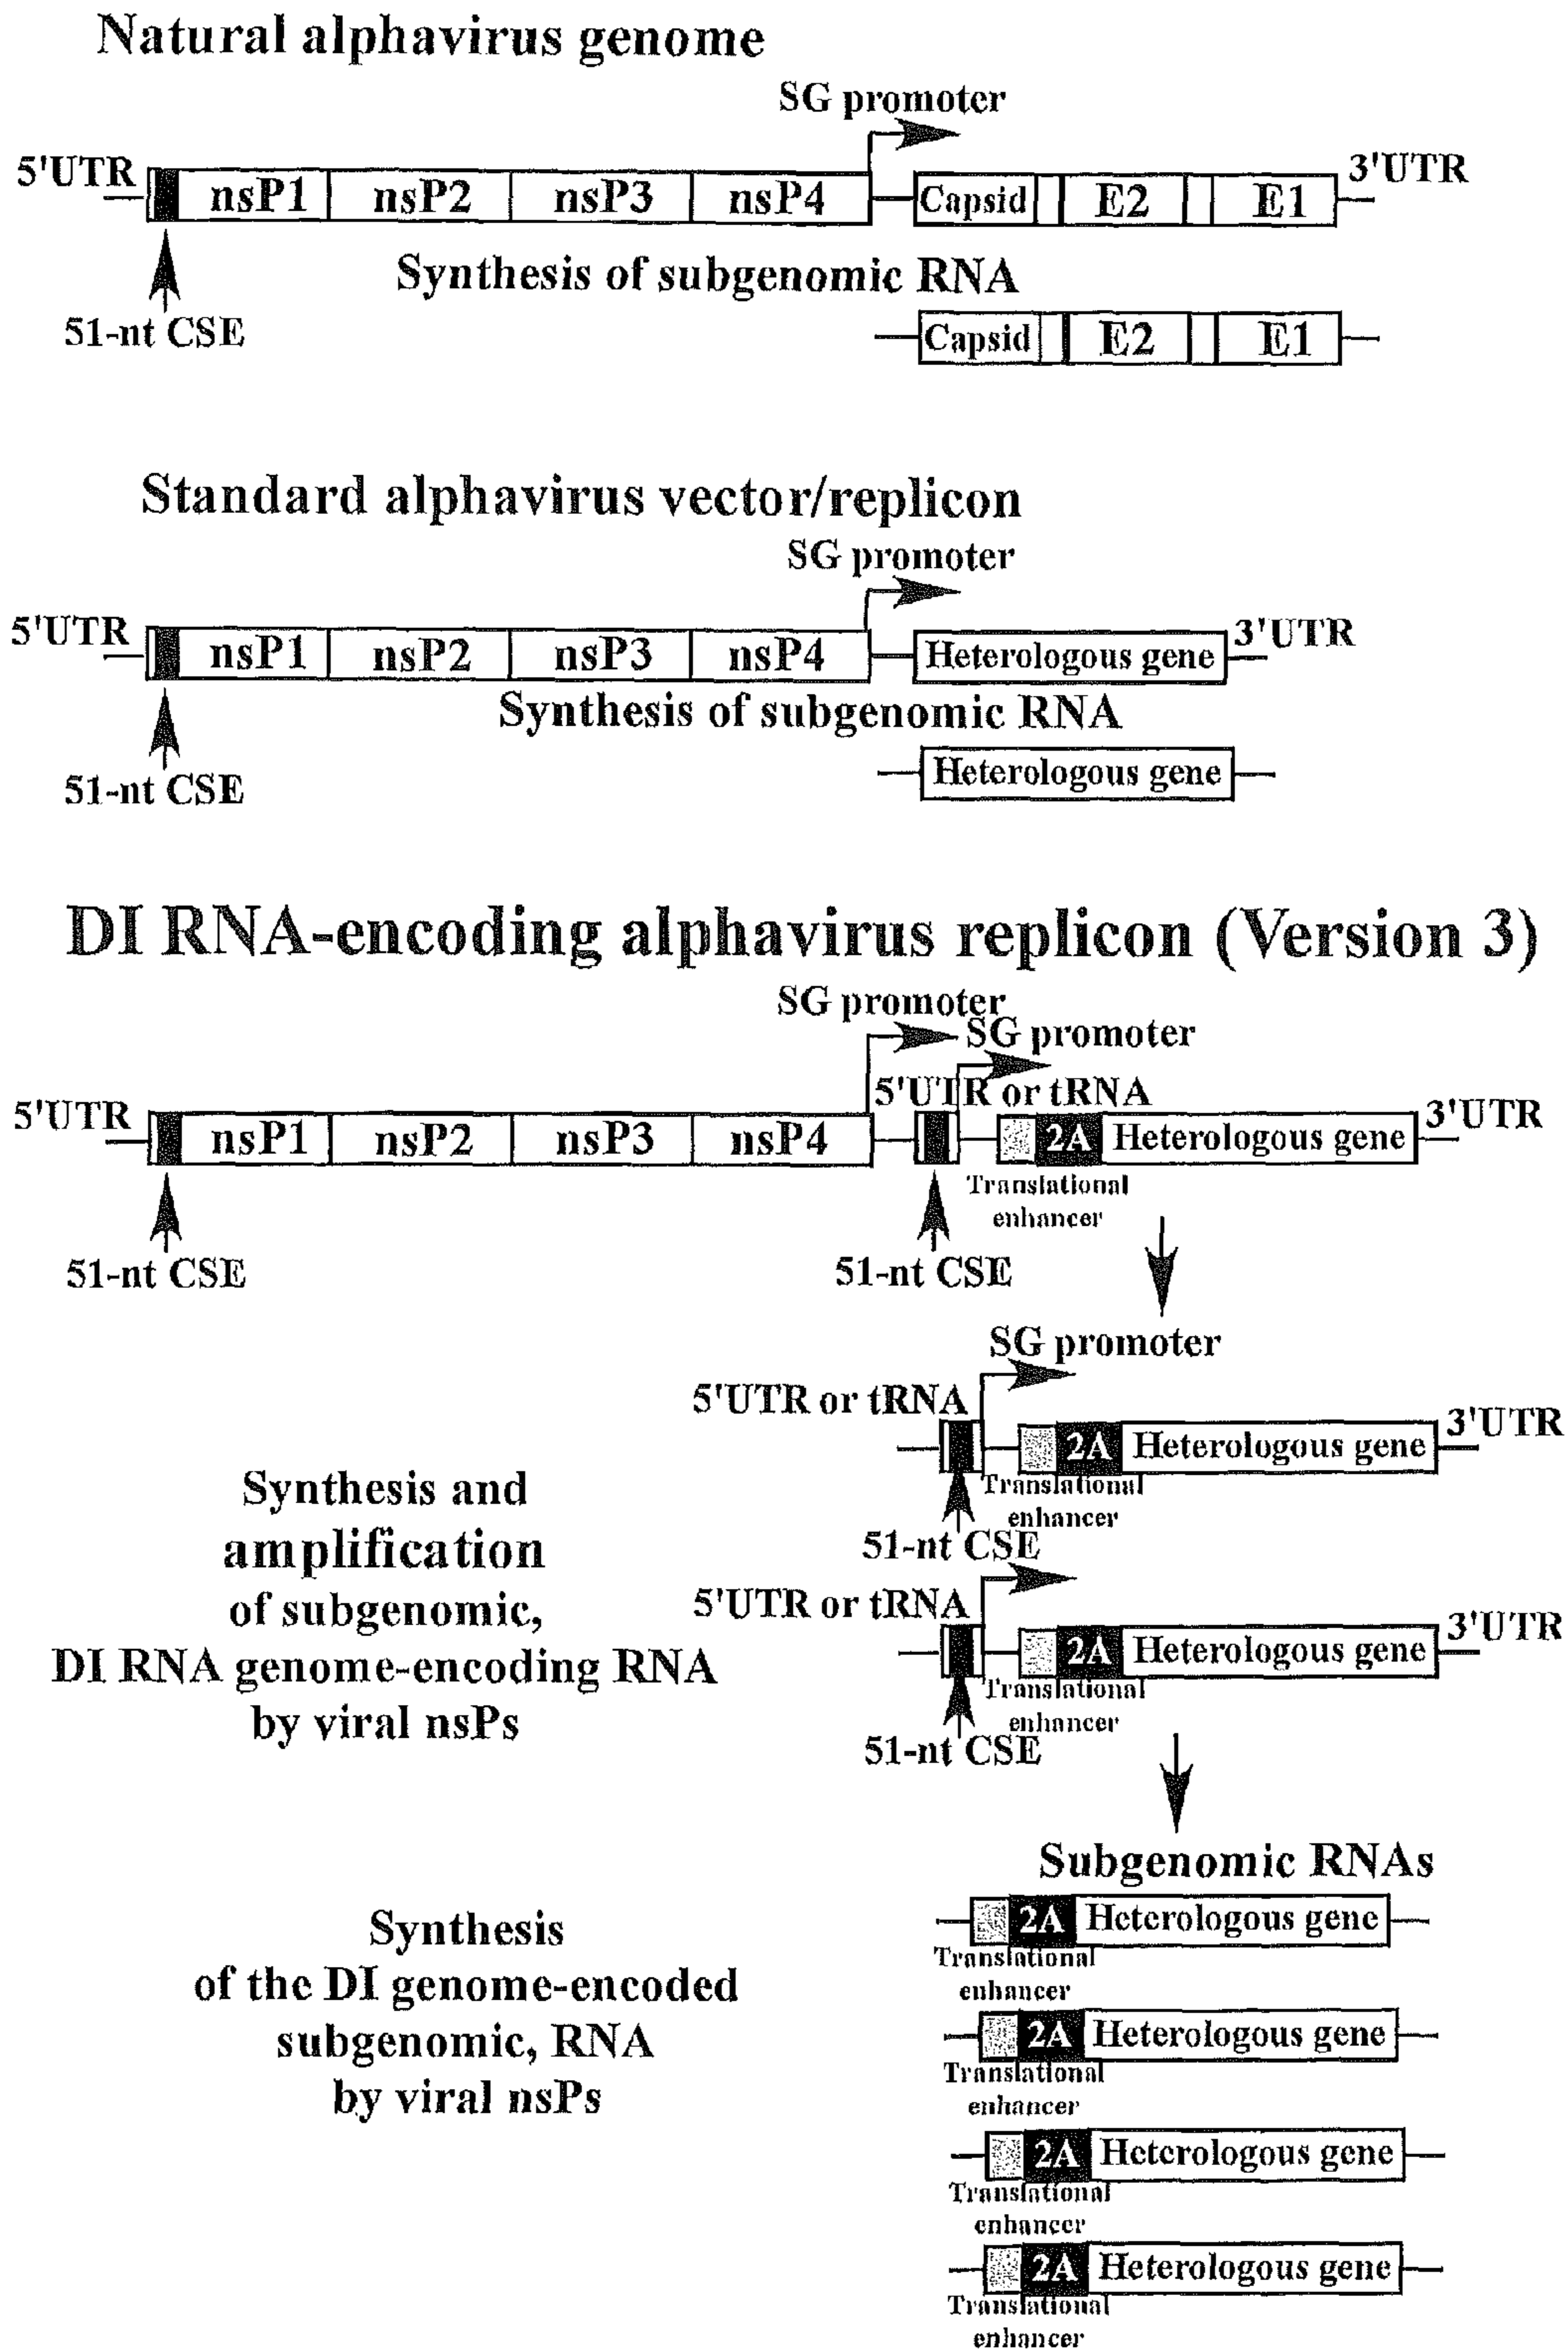 Natural alphavirus genome
SG promoter
5'UTR nsP1 nsP2 nsP3 nsP4 Capsid E2 E1 3'UTR
Synthesis of subgenomic RNA
51-nt CSE
Capsid E2 E1
Standard alphavirus vector/replicon
SG promoter
5'UTR nsP1 nsP2 nsP3 nsP4 Heterologous gene 3'UTR
Synthesis of subgenomic RNA
51-nt CSE
Heterologous gene
DI RNA-encoding alphavirus replicon (Version 3)
SG promoter
SG promoter
5'UTR or tRNA
5'UTR nsP1 nsP2 nsP3 nsP4 2A Heterologous gene 3'UTR
Translational
enhancer
51-nt CSE 51-nt CSE
SG promoter
5'UTR or tRNA
2A Heterologous gene 3'UTR
Translational
enhancer
51-nt CSE
5'UTR or tRNA
2A Heterologous gene 3'UTR
Translational
enhancer
51-nt CSE
Synthesis and
amplification
of subgenomic,
DI RNA genome-encoding RNA
by viral nsPs
Subgenomic RNAs
2A Heterologous gene
Translational
enhancer
2A Heterologous gene
Translational
enhancer
2A Heterologous gene
Translational
enhancer
2A Heterologous gene
Translational
enhancer
Synthesis
of the DI genome-encoded
subgenomic, RNA
by viral nsPs